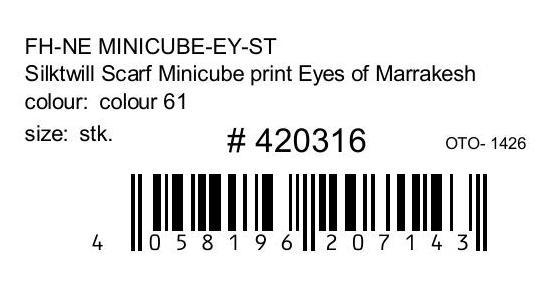 FH-NE MINICUBE-EY-ST
Silktwill Scarf Minicube print Eyes of Marrakesh
colour: colour 61
size: stk.
# 420316
OTO- 1426
4 058196 207143